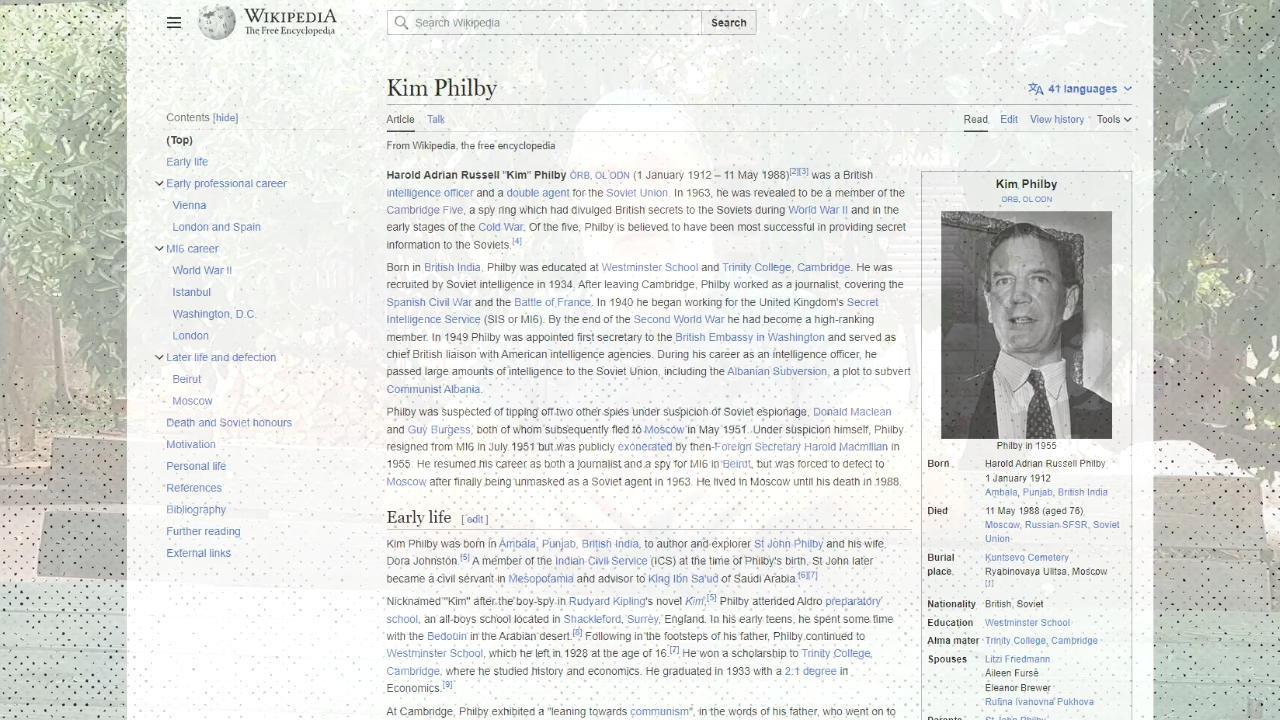 WIKIPEDIA
The Free Encyclopedia
Search Wikipedia
Search
Kim Philby
41 languages
Article
Talk
Read
Edit
View history
Tools
From Wikipedia, the free encyclopedia
Contents [hide]
(Top)
Early life
Early professional career
Vienna
London and Spain
MI6 career
World War II
Istanbul
Washington, D.C.
London
Later life and defection
Beirut
Moscow
Death and Soviet honours
Motivation
Personal life
References
Bibliography
Further reading
External links
Harold Adrian Russell "Kim" Philby ORB, OL ODN (1 January 1912 – 11 May 1988)[2][3] was a British
intelligence officer and a double agent for the Soviet Union. In 1963, he was revealed to be a member of the
Cambridge Five, a spy ring which had divulged British secrets to the Soviets during World War II and in the
early stages of the Cold War. Of the five, Philby is believed to have been most successful in providing secret
information to the Soviets.[4]
Born in British India, Philby was educated at Westminster School and Trinity College, Cambridge. He was
recruited by Soviet intelligence in 1934. After leaving Cambridge, Philby worked as a journalist, covering the
Spanish Civil War and the Battle of France. In 1940 he began working for the United Kingdom's Secret
Intelligence Service (SIS or MI6). By the end of the Second World War he had become a high-ranking
member. In 1949 Philby was appointed first secretary to the British Embassy in Washington and served as
chief British liaison with American intelligence agencies. During his career as an intelligence officer, he
passed large amounts of intelligence to the Soviet Union, including the Albanian Subversion, a plot to subvert
Communist Albania.
Philby was suspected of tipping off two other spies under suspicion of Soviet espionage, Donald Maclean
and Guy Burgess, both of whom subsequently fled to Moscow in May 1951. Under suspicion himself, Philby
resigned from MI6 in July 1951 but was publicly exonerated by then-Foreign Secretary Harold Macmillan in
1955. He resumed his career as both a journalist and a spy for MI6 in Beirut, but was forced to defect to
Moscow after finally being unmasked as a Soviet agent in 1963. He lived in Moscow until his death in 1988.
Early life [ edit ]
Kim Philby was born in Ambala, Punjab, British India, to author and explorer St John Philby and his wife,
Dora Johnston.[5] A member of the Indian Civil Service (ICS) at the time of Philby's birth, St John later
became a civil servant in Mesopotamia and advisor to King Ibn Sa'ud of Saudi Arabia.[6][7]
Nicknamed "Kim" after the boy-spy in Rudyard Kipling's novel Kim,[5] Philby attended Aldro preparatory
school, an all-boys school located in Shackleford, Surrey, England. In his early teens, he spent some time
with the Bedouin in the Arabian desert.[8] Following in the footsteps of his father, Philby continued to
Westminster School, which he left in 1928 at the age of 16.[7] He won a scholarship to Trinity College,
Cambridge, where he studied history and economics. He graduated in 1933 with a 2:1 degree in
Economics.[9]
At Cambridge, Philby exhibited a "leaning towards communism", in the words of his father, who went on to
Kim Philby
ORB, OL ODN
Philby in 1955
Born Harold Adrian Russell Philby
1 January 1912
Ambala, Punjab, British India
Died 11 May 1988 (aged 76)
Moscow, Russian SFSR, Soviet
Union
Burial Kuntsevo Cemetery
place Ryabinovaya Ulitsa, Moscow
[1]
Nationality British, Soviet
Education Westminster School
Alma mater Trinity College, Cambridge
Spouses Litzi Friedmann
Aileen Furse
Eleanor Brewer
Rufina Ivanovna Pukhova
Parents St John Philby